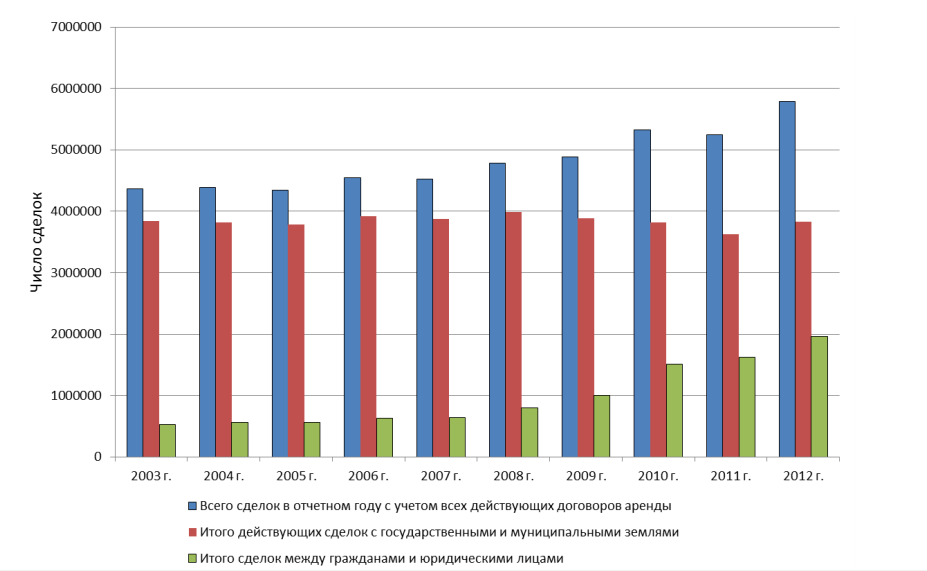 7000000
6000000
5000000
4000000
3000000
2000000
1000000
0
Число сделок
2003 г. 2004 г. 2005 г. 2006 г. 2007 г. 2008 г. 2009 г. 2010 г. 2011 г. 2012 г.
Всего сделок в отчетном году с учетом всех действующих договоров аренды
Итого действующих сделок с государственными и муниципальными землями
Итого сделок между гражданами и юридическими лицами